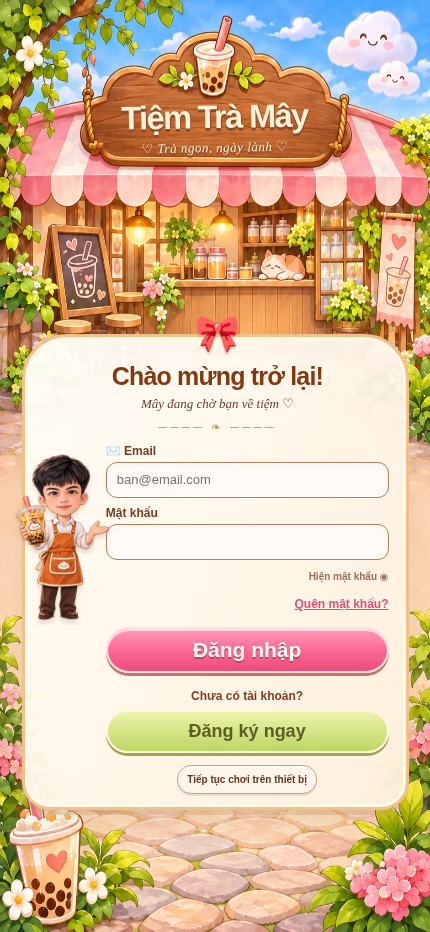 Tiệm Trà Mây
♡ Trà ngon, ngày lành ♡
Chào mừng trở lại!
Mây đang chờ bạn về tiệm ♡
✉️ Email
ban@email.com
Mật khẩu
Hiện mật khẩu ◉
Quên mật khẩu?
Đăng nhập
Chưa có tài khoản?
Đăng ký ngay
Tiếp tục chơi trên thiết bị